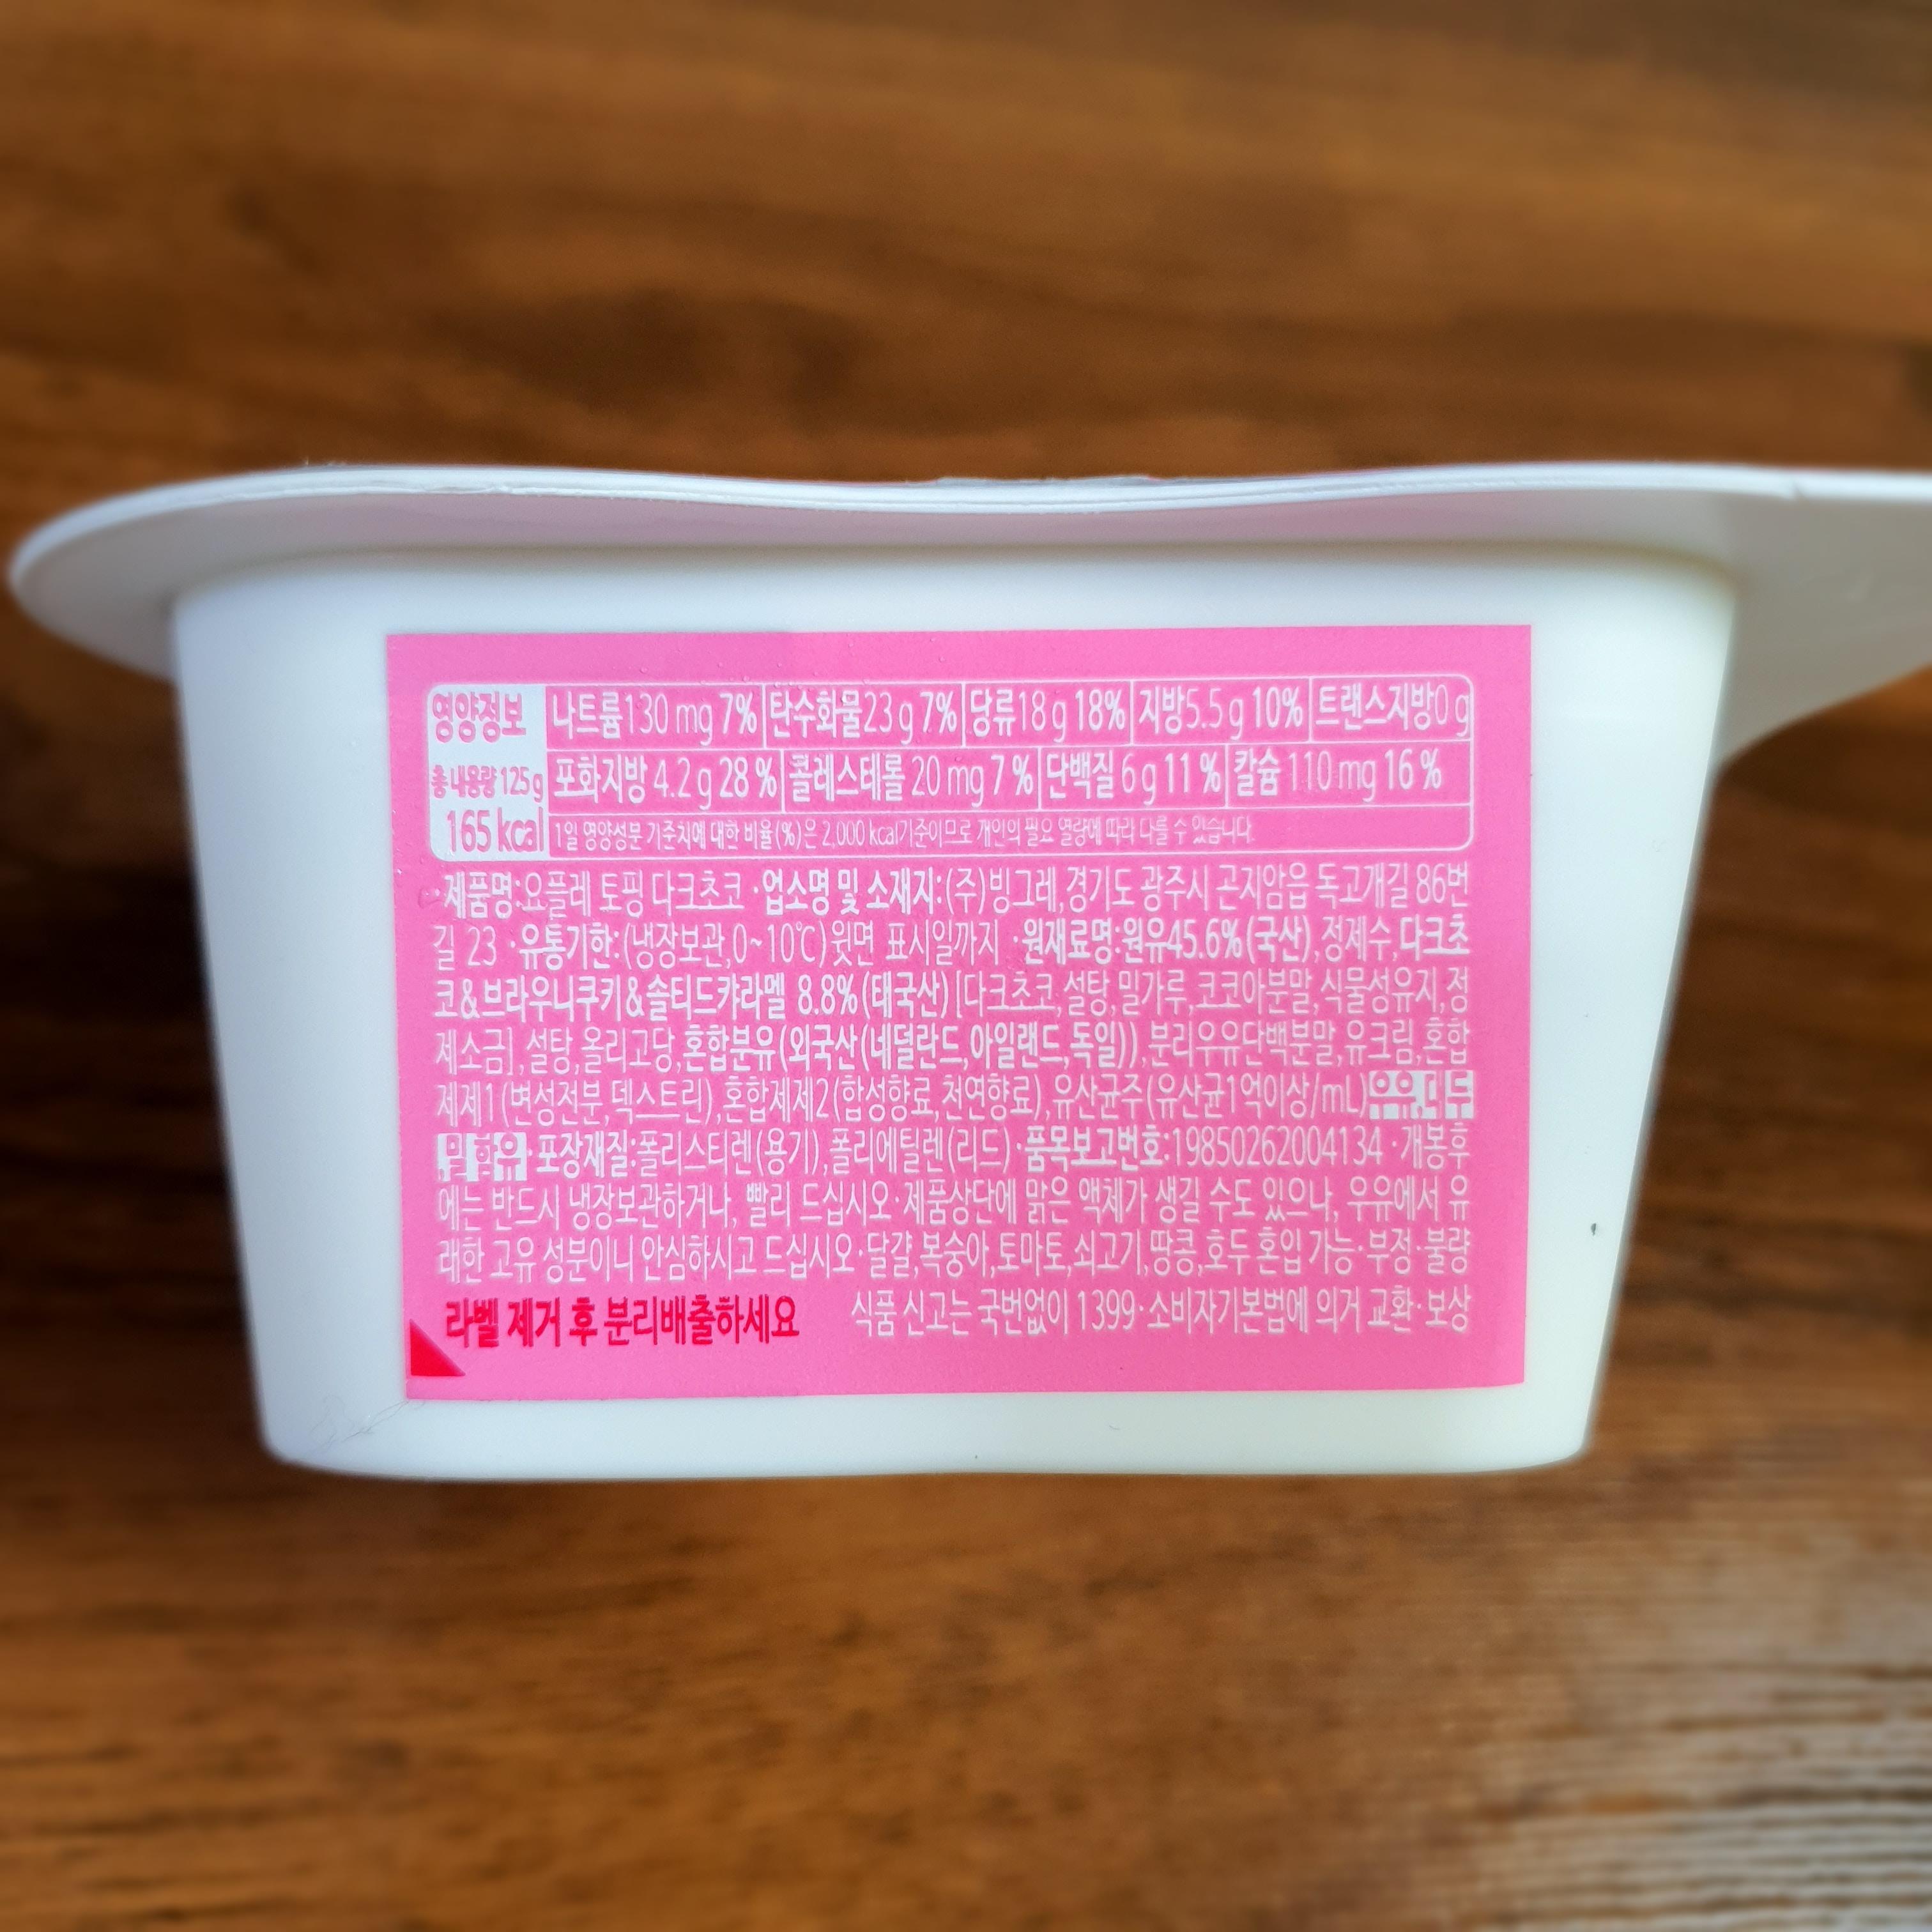 영양정보 나트륨130 mg 7% 탄수화물23 g 7% 당류18 g 18% 지방5.5 g 10% 트랜스지방0 g
총 내용량 125g 포화지방 4.2 g 28 % 콜레스테롤 20 mg 7 % 단백질 6 g 11 % 칼슘 110 mg 16 %
165 kcal 1일 영양성분 기준치에 대한 비율(%)은 2,000 kcal기준이므로 개인의 필요 열량에 따라 다를 수 있습니다.
·제품명:요플레 토핑 다크초코 ·업소명 및 소재지:(주)빙그레,경기도 광주시 곤지암읍 독고개길 86번
길 23 ·유통기한:(냉장보관,0~10℃)윗면 표시일까지 ·원재료명:원유45.6%(국산),정제수,다크초
코&브라우니쿠키&솔티드카라멜 8.8%(태국산)[다크초코,설탕,밀가루,코코아분말,식물성유지,정
제소금],설탕,올리고당,혼합분유(외국산(네덜란드,아일랜드,독일)),분리우유단백분말,유크림,혼합
제제1(변성전분,덱스트린),혼합제제2(합성향료,천연향료),유산균주(유산균1억이상/mL)우유,대두
,밀 함유·포장재질:폴리스티렌(용기),폴리에틸렌(리드)·품목보고번호:19850262004134 ·개봉후
에는 반드시 냉장보관하거나, 빨리 드십시오·제품상단에 맑은 액체가 생길 수도 있으나, 우유에서 유
래한 고유 성분이니 안심하시고 드십시오·달걀,복숭아,토마토,쇠고기,땅콩,호두 혼입 가능·부정·불량
라벨 제거 후 분리배출하세요 식품 신고는 국번없이 1399·소비자기본법에 의거 교환·보상